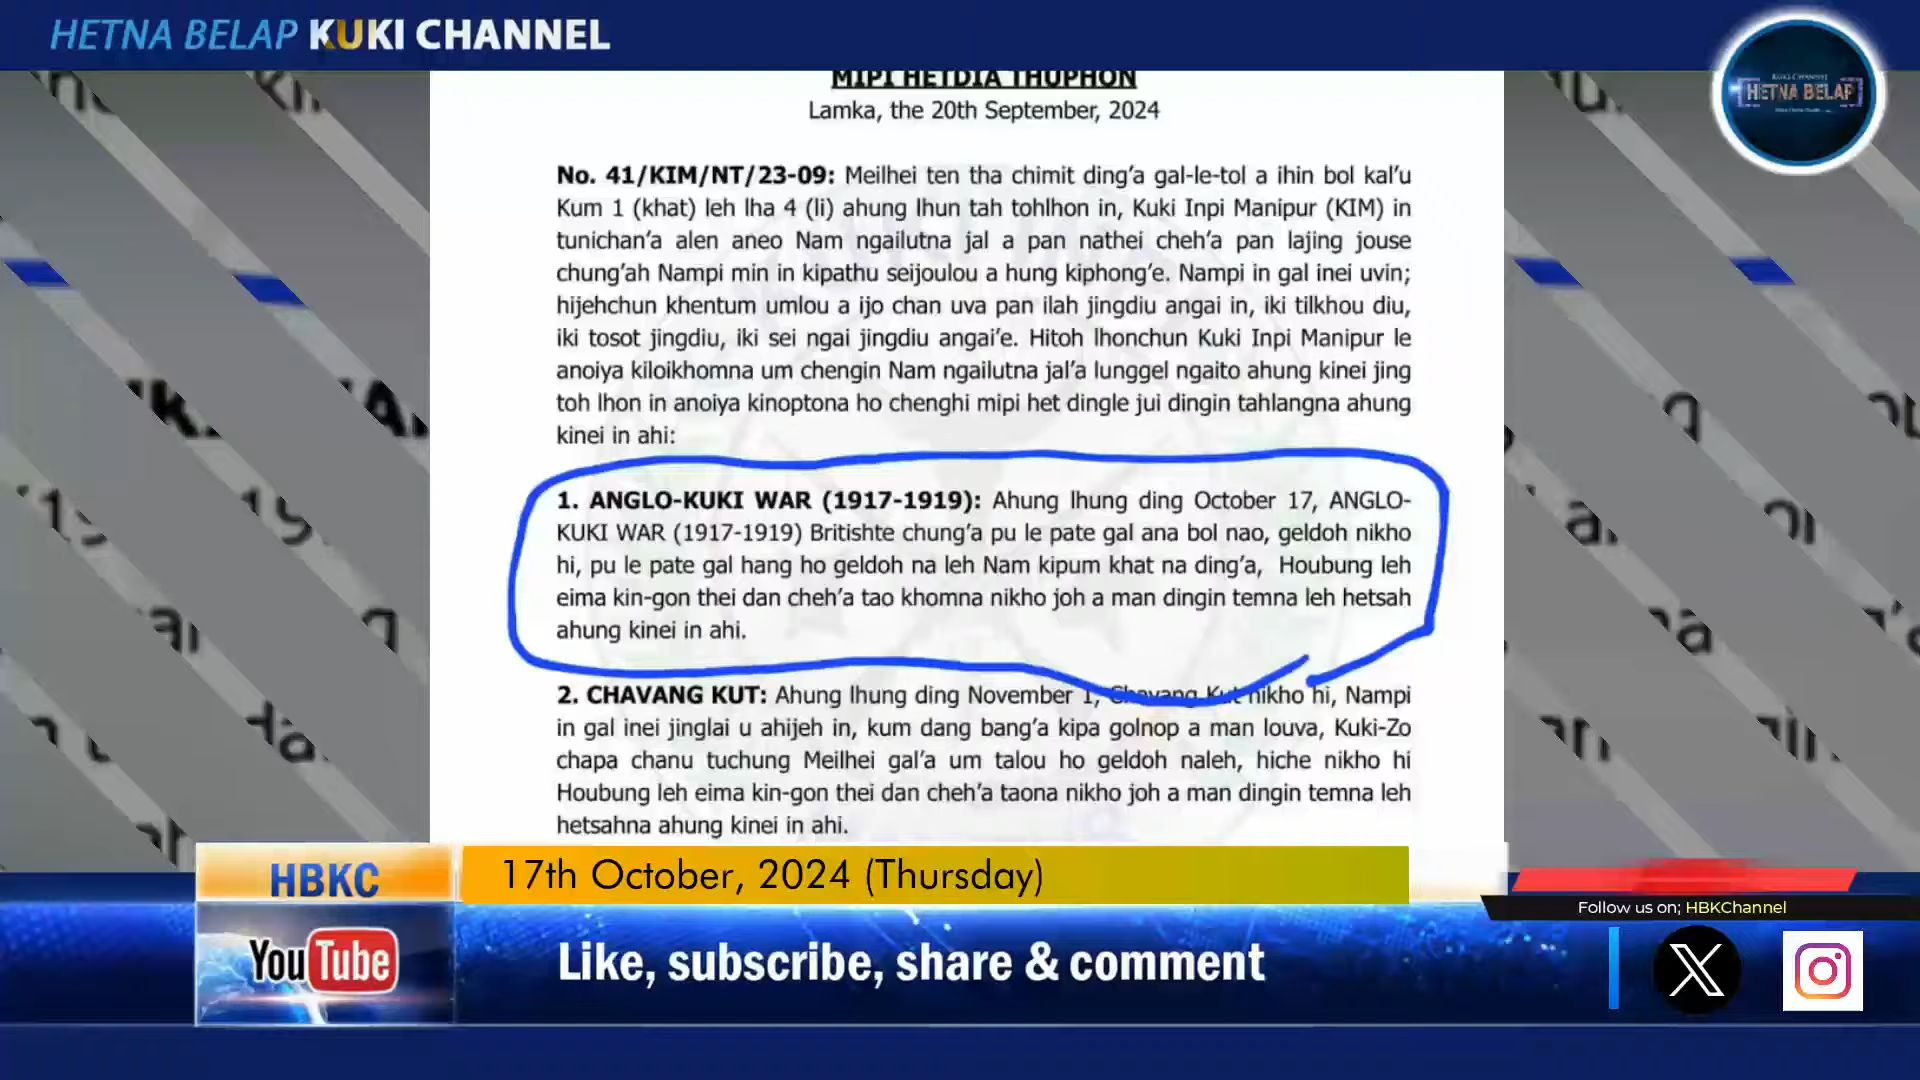 HETNA BELAP KUKI CHANNEL
KUKI CHANNEL
HETNA BELAP
MIPI HETDIA THUPHON
Lamka, the 20th September, 2024
No. 41/KIM/NT/23-09: Meilhei ten tha chimit ding’a gal-le-tol a ihin bol kal’u
Kum 1 (khat) leh lha 4 (li) ahung lhun tah tohlhon in, Kuki Inpi Manipur (KIM) in
tunichan’a alen aneo Nam ngailutna jal a pan nathei cheh’a pan lajing jouse
chung’ah Nampi min in kipathu seijoulou a hung kiphong’e. Nampi in gal inei uvin;
hijehchun khentum umlou a ijo chan uva pan ilah jingdiu angai in, iki tilkhou diu,
iki tosot jingdiu, iki sei ngai jingdiu angai’e. Hitoh lhonchun Kuki Inpi Manipur le
anoiya kiloikhomna um chengin Nam ngailutna jal’a lunggel ngaito ahung kinei jing
toh lhon in anoiya kinoptona ho chenghi mipi het dingle jui dingin tahlangna ahung
kinei in ahi:
1. ANGLO-KUKI WAR (1917-1919): Ahung lhung ding October 17, ANGLO-
KUKI WAR (1917-1919) Britishte chung’a pu le pate gal ana bol nao, geldoh nikho
hi, pu le pate gal hang ho geldoh na leh Nam kipum khat na ding’a, Houbung leh
eima kin-gon thei dan cheh’a tao khomna nikho joh a man dingin temna leh hetsah
ahung kinei in ahi.
2. CHAVANG KUT: Ahung lhung ding November 1, Chavang Kut nikho hi, Nampi
in gal inei jinglai u ahijeh in, kum dang bang’a kipa golnop a man louva, Kuki-Zo
chapa chanu tuchung Meilhei gal’a um talou ho geldoh naleh, hiche nikho hi
Houbung leh eima kin-gon thei dan cheh’a taona nikho joh a man dingin temna leh
hetsahna ahung kinei in ahi.
HBKC
17th October, 2024 (Thursday)
Follow us on; HBKChannel
YouTube
Like, subscribe, share & comment